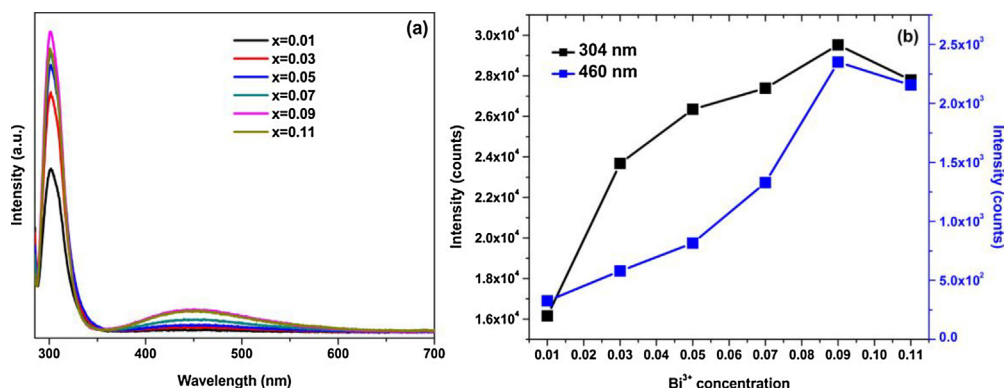 (a)
x=0.01
x=0.03
x=0.05
x=0.07
x=0.09
x=0.11
Intensity (a.u.)
300 400 500 600 700
Wavelength (nm)
(b)
304 nm
460 nm
3.0x10⁴
2.8x10⁴
2.6x10⁴
2.4x10⁴
2.2x10⁴
2.0x10⁴
1.8x10⁴
1.6x10⁴
Intensity (counts)
2.5x10³
2.0x10³
1.5x10³
1.0x10³
5.0x10²
0.0
Intensity
(counts)
0.01 0.02 0.03 0.04 0.05 0.06 0.07 0.08 0.09 0.10 0.11
Bi³⁺ concentration